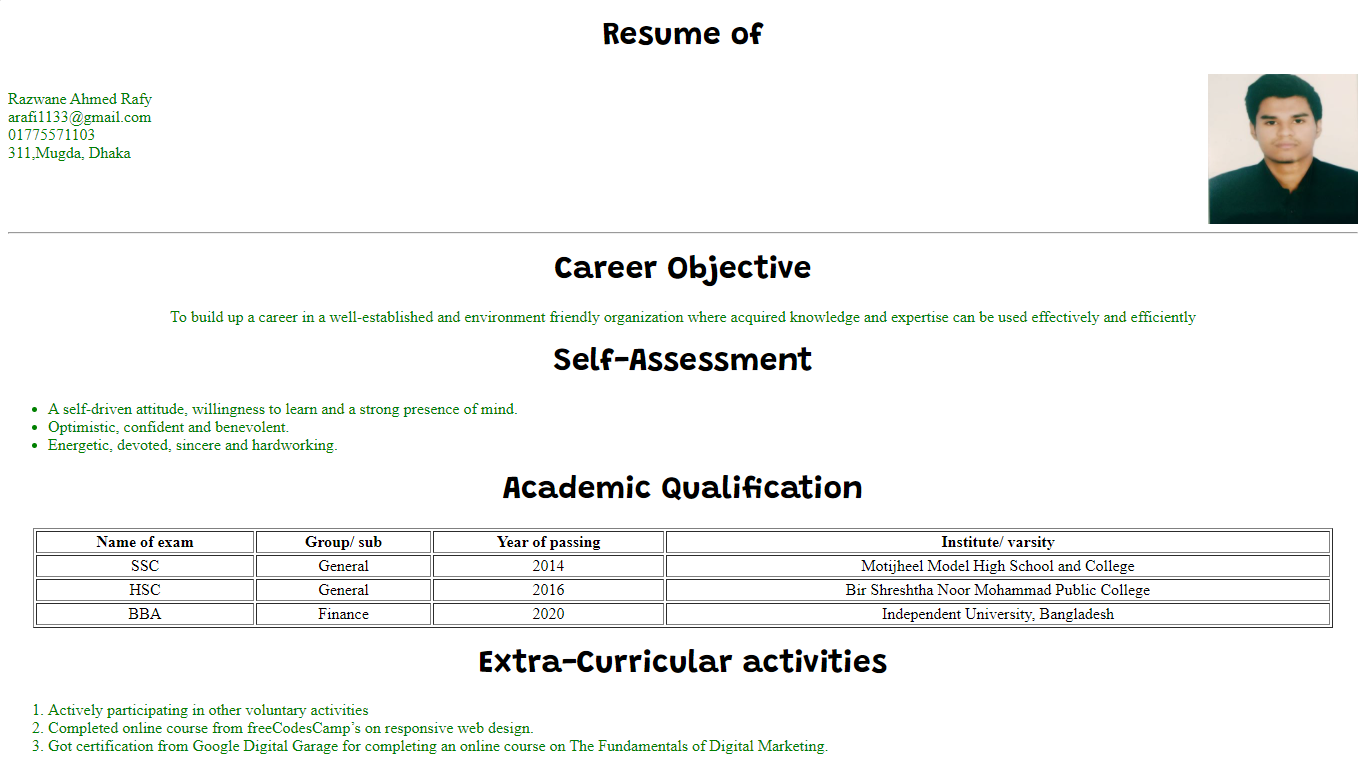 Resume of
Razwane Ahmed Rafy
arafi1133@gmail.com
01775571103
311,Mugda, Dhaka
Career Objective
To build up a career in a well-established and environment friendly organization where acquired knowledge and expertise can be used effectively and efficiently
Self-Assessment
• A self-driven attitude, willingness to learn and a strong presence of mind.
• Optimistic, confident and benevolent.
• Energetic, devoted, sincere and hardworking.
Academic Qualification
Name of exam Group/ sub Year of passing Institute/ varsity
SSC General 2014 Motijheel Model High School and College
HSC General 2016 Bir Shreshtha Noor Mohammad Public College
BBA Finance 2020 Independent University, Bangladesh
Extra-Curricular activities
1. Actively participating in other voluntary activities
2. Completed online course from freeCodesCamp’s on responsive web design.
3. Got certification from Google Digital Garage for completing an online course on The Fundamentals of Digital Marketing.